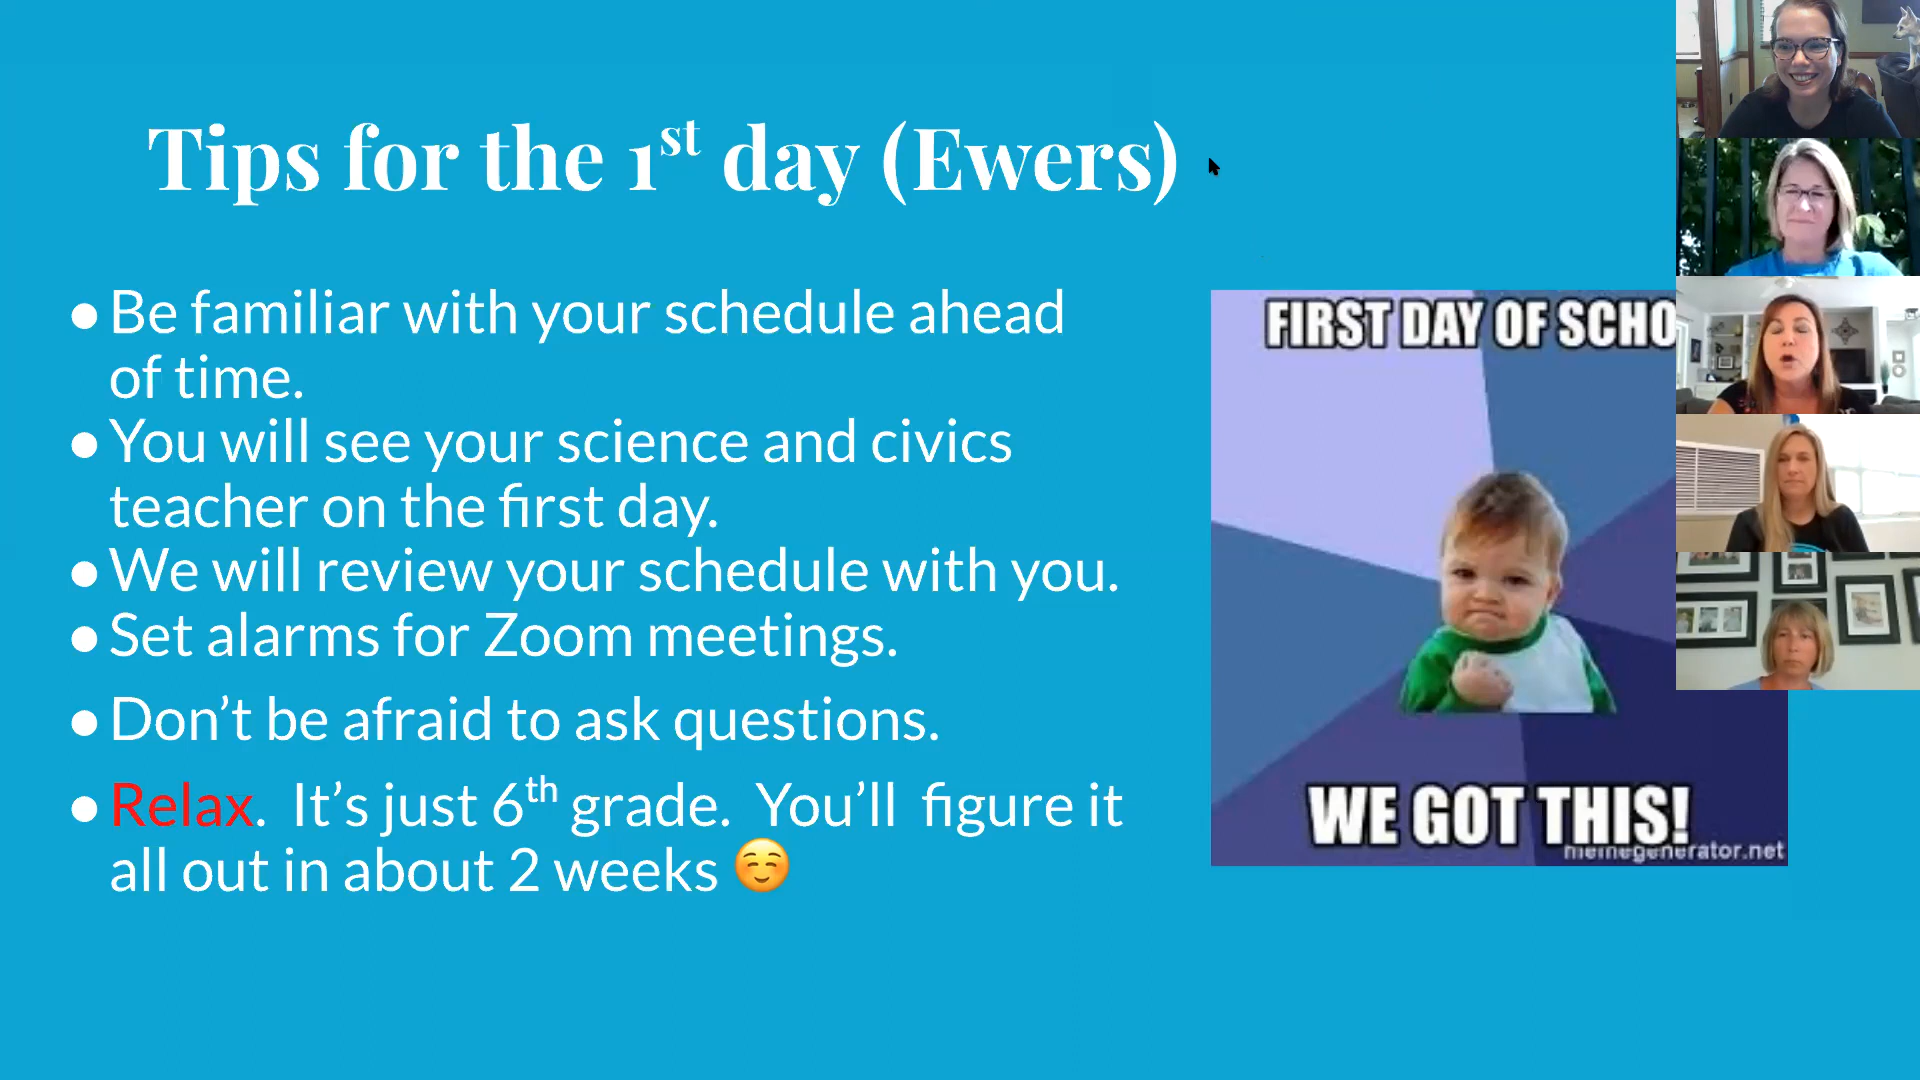 Tips for the 1st day (Ewers)
● Be familiar with your schedule ahead
of time.
● You will see your science and civics
teacher on the first day.
● We will review your schedule with you.
● Set alarms for Zoom meetings.
● Don’t be afraid to ask questions.
● Relax.  It’s just 6th grade.  You’ll  figure it
all out in about 2 weeks ☺️
FIRST DAY OF SCHO
WE GOT THIS!
memegenerator.net